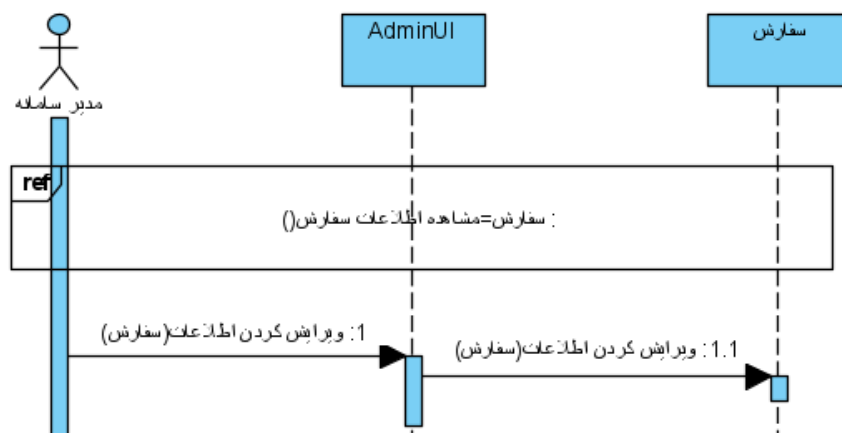 AdminUI
سفارش
مدیر سامانه
ref
: سفارش=مشاهده اطلاعات سفارش()
1: ویرایش کردن اطلاعات(سفارش)
1.1: ویرایش کردن اطلاعات(سفارش)